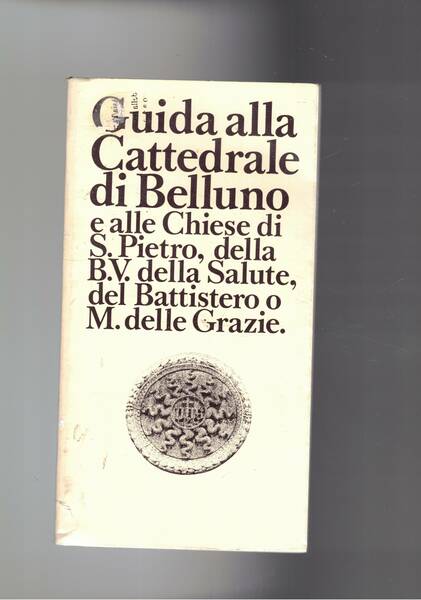 Guida alla
Cattedrale
di Belluno
e alle Chiese di
S. Pietro, della
B.V. della Salute,
del Battistero o
M. delle Grazie.